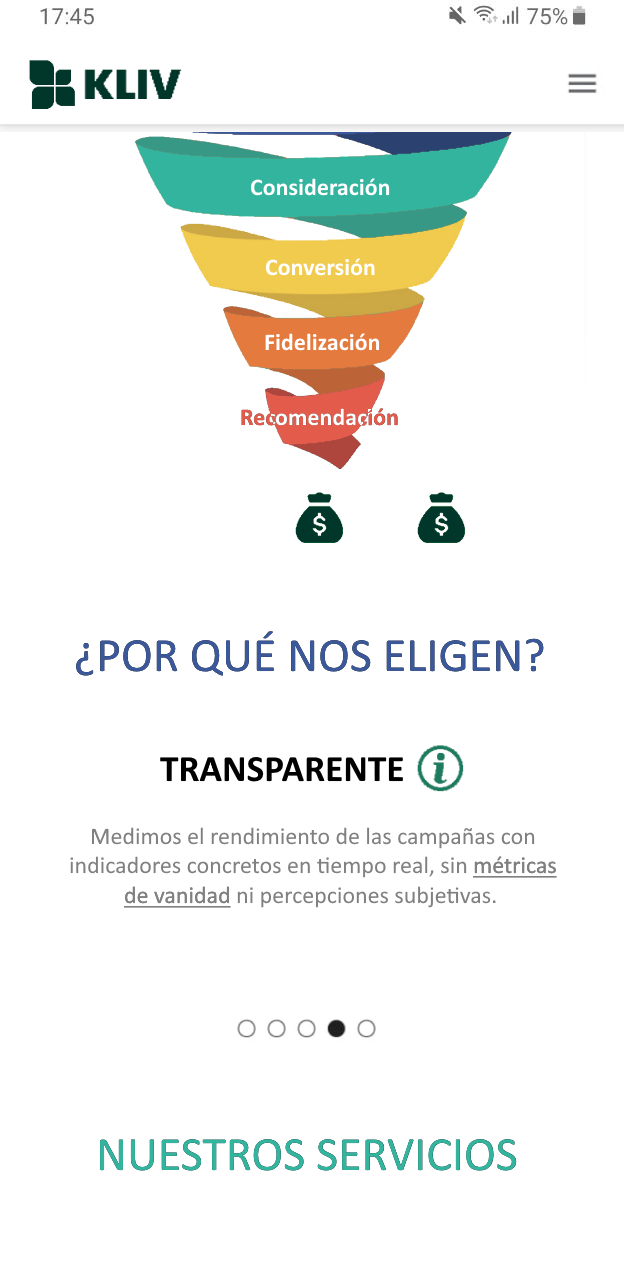 17:45
75%
KLIV
Consideración
Conversión
Fidelización
Recomendación
$ $
¿POR QUÉ NOS ELIGEN?
TRANSPARENTE i
Medimos el rendimiento de las campañas con
indicadores concretos en tiempo real, sin métricas
de vanidad ni percepciones subjetivas.
NUESTROS SERVICIOS